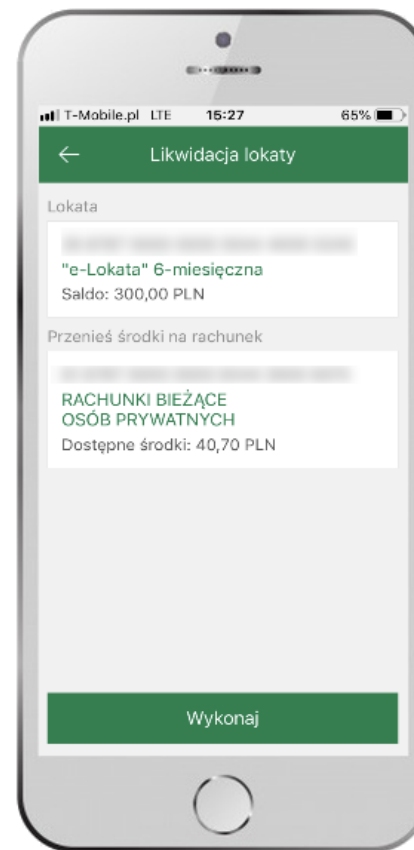 T-Mobile.pl LTE 15:27 65%
Likwidacja lokaty
Lokata
"e-Lokata" 6-miesięczna
Saldo: 300,00 PLN
Przenieś środki na rachunek
RACHUNKI BIEŻĄCE
OSÓB PRYWATNYCH
Dostępne środki: 40,70 PLN
Wykonaj